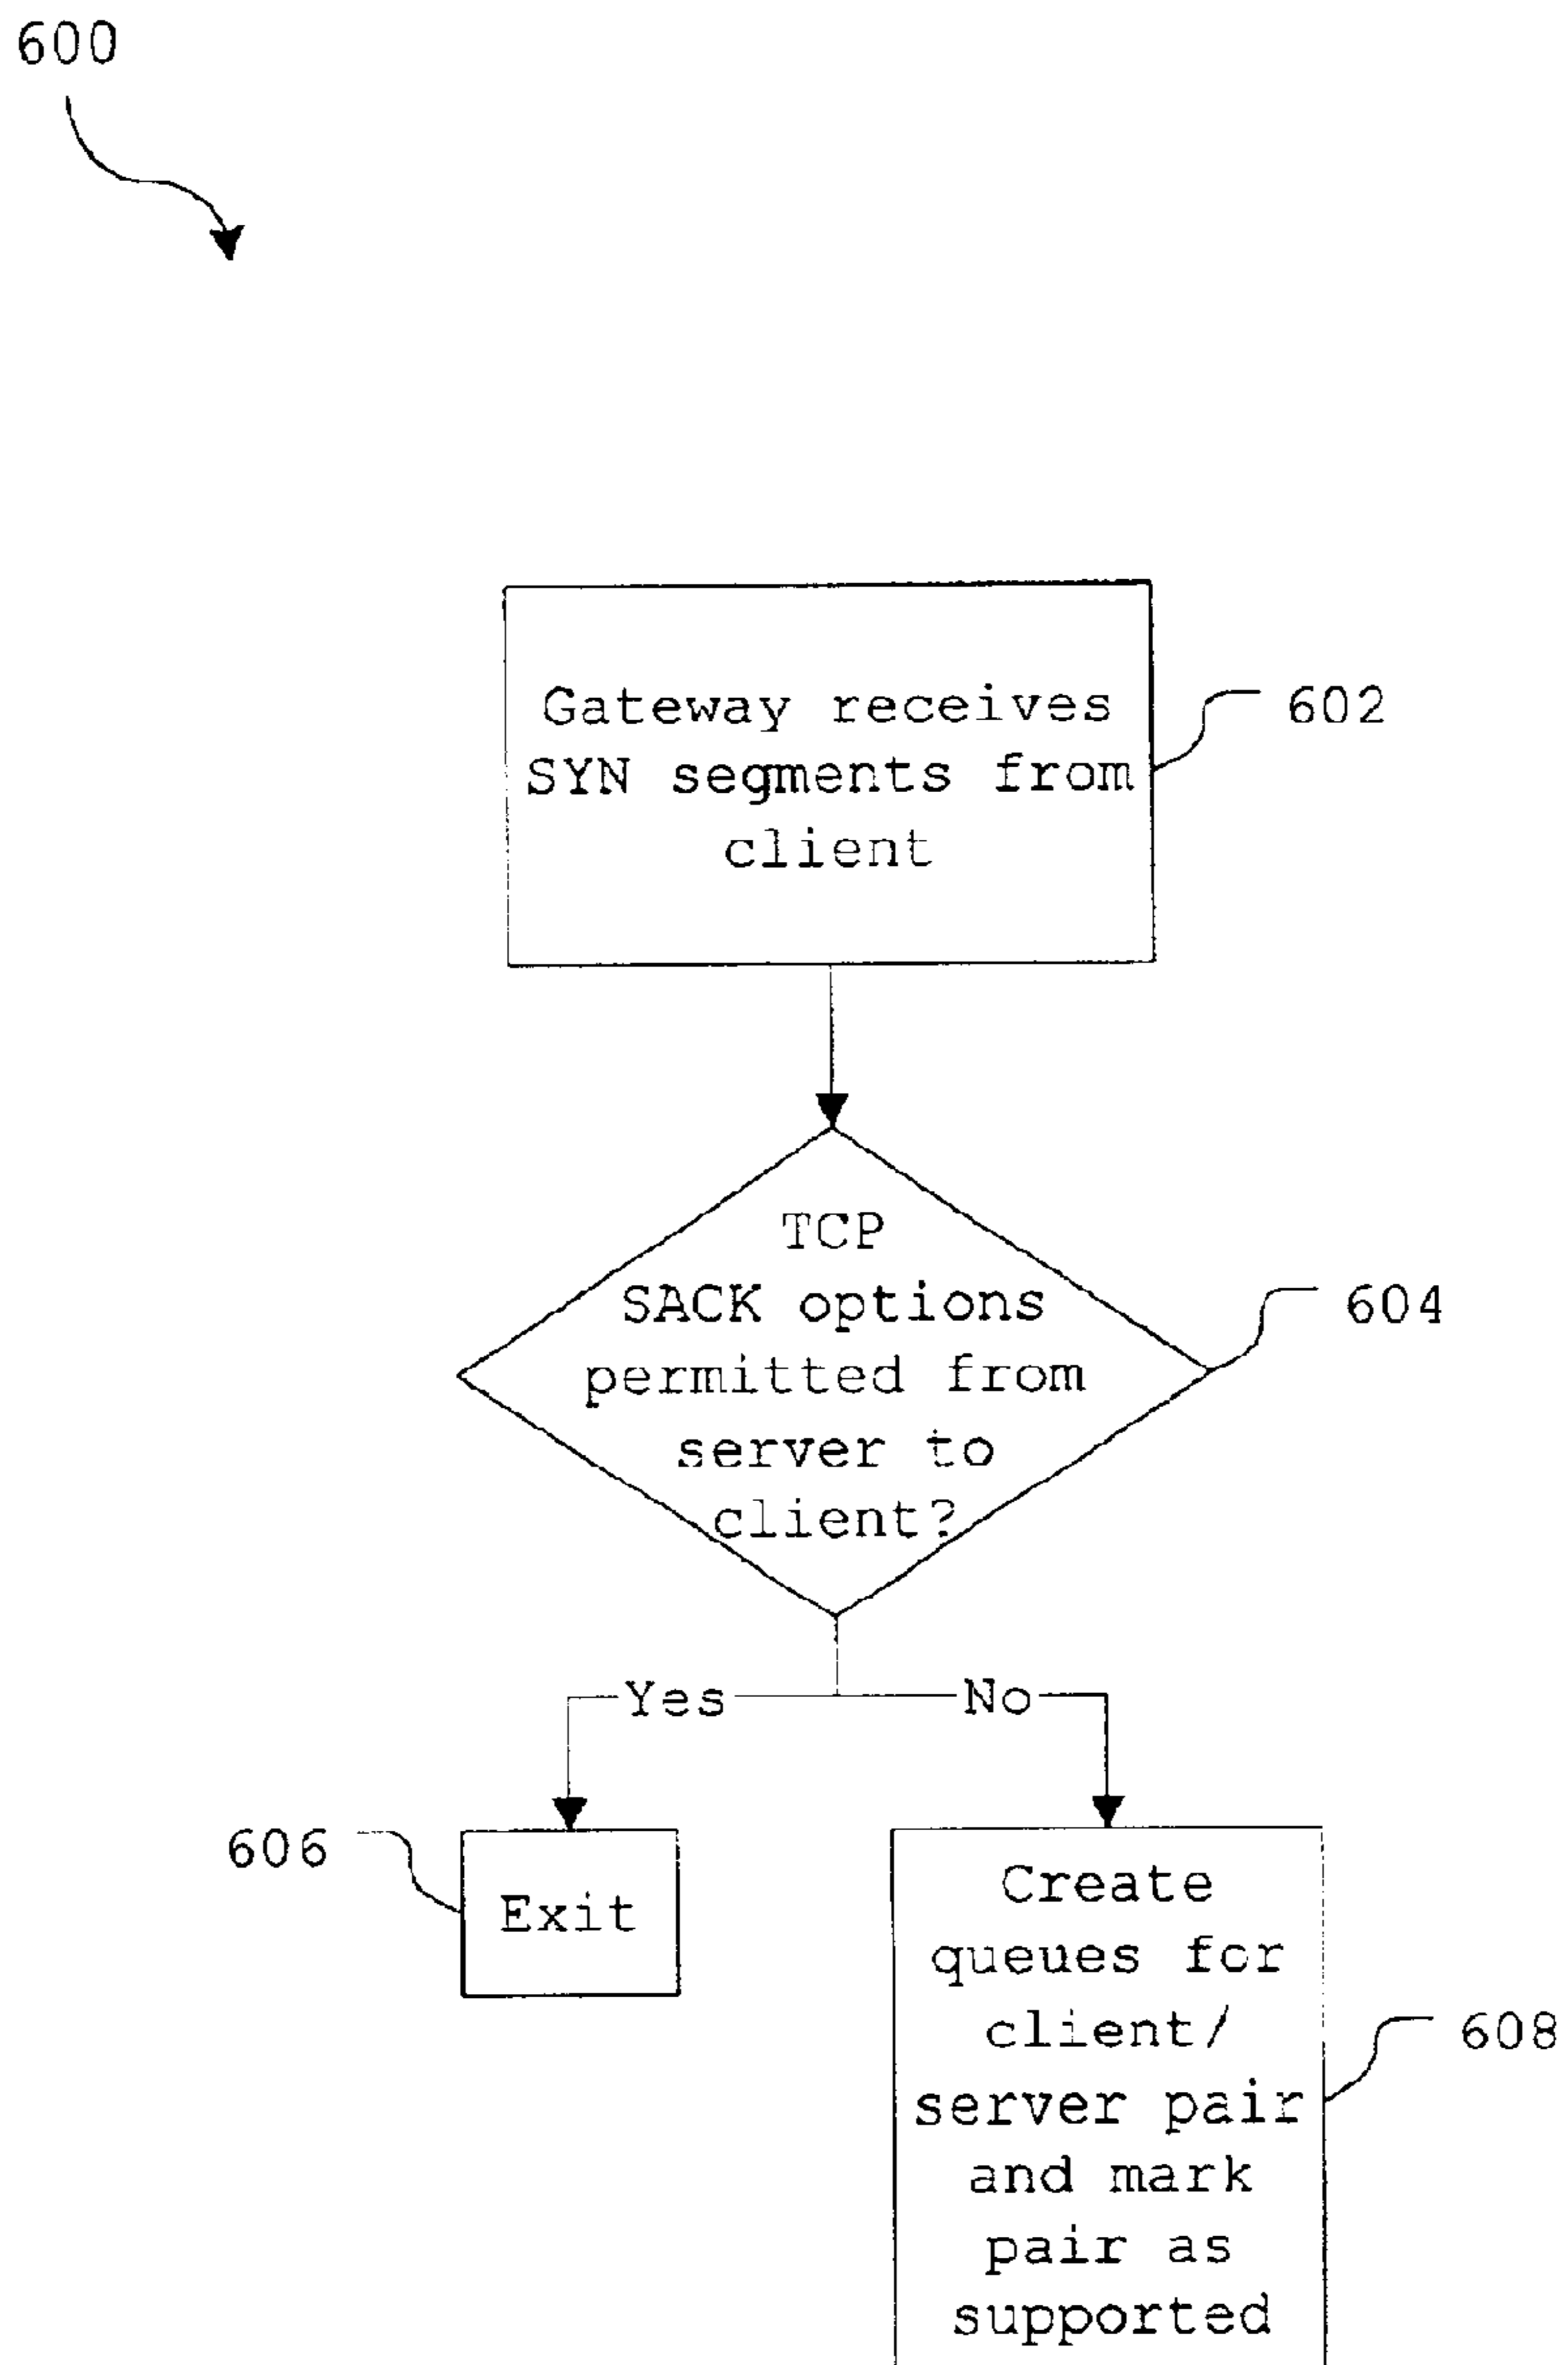 600
Gateway receives
SYN segments from
client
602
TCP
SACK options
permitted from
server to
client?
604
Yes
No
606
Exit
Create
queues for
client/
server pair
and mark
pair as
supported
608